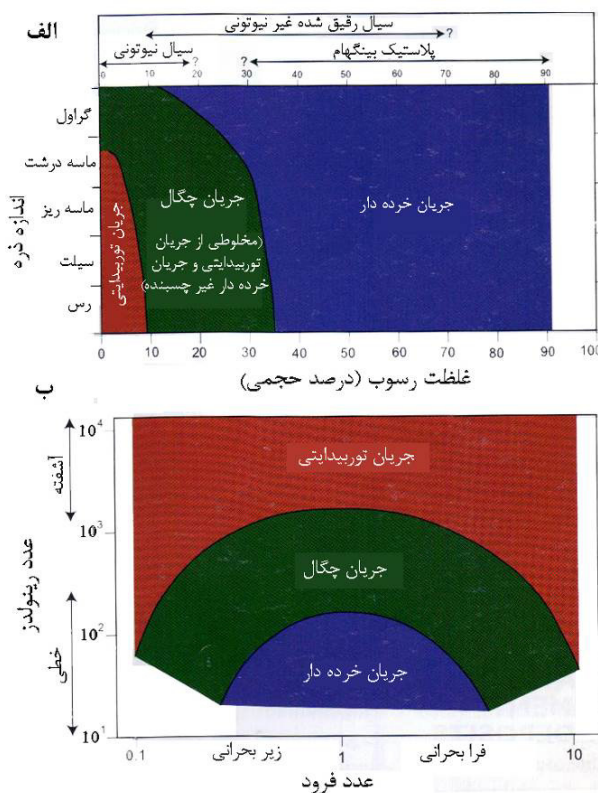 الف
سیال رقیق شده غیر نیوتونی
?
سیال نیوتونی
?
?
پلاستیک بینگهام
0 10 20 30 40 50 60 70 80 90
اندازه ذره
گراول
ماسه درشت
ماسه ریز
سیلت
رس
جریان توربیدایتی
جریان چگال
(مخلوطی از جریان
توربیدایتی و جریان
خرده دار غیر چسبنده)
جریان خرده دار
0 10 20 30 40 50 60 70 80 90 100
غلظت رسوب (درصد حجمی)
ب
عدد رینولدز
آشفته
خطی
10⁴
10³
10²
10¹
جریان توربیدایتی
جریان چگال
جریان خرده دار
0.1 زیر بحرانی 1 فرا بحرانی 10
عدد فرود